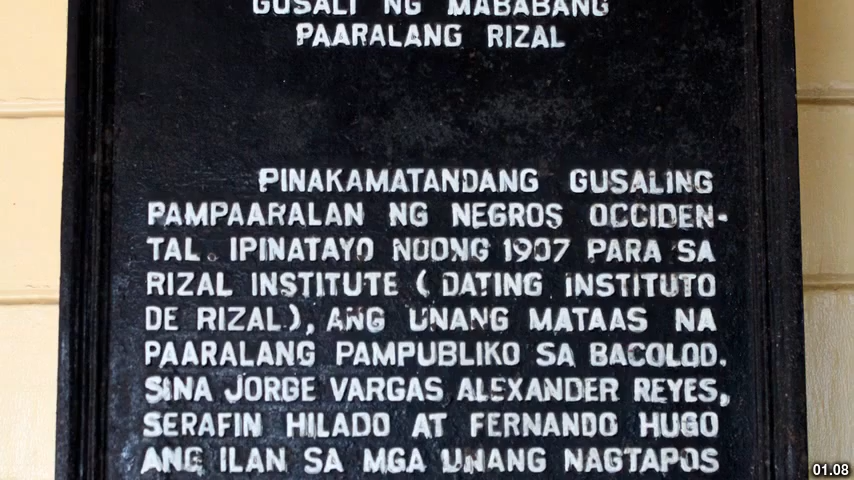 GUSALI NG MABABANG
PAARALANG RIZAL
PINAKAMATANDANG GUSALING
PAMPAARALAN NG NEGROS OCCIDEN-
TAL. IPINATAYO NOONG 1907 PARA SA
RIZAL INSTITUTE ( DATING INSTITUTO
DE RIZAL), ANG UNANG MATAAS NA
PAARALANG PAMPUBLIKO SA BACOLOD.
SINA JORGE VARGAS ALEXANDER REYES,
SERAFIN HILADO AT FERNANDO HUGO
ANG ILAN SA MGA UNANG NAGTAPOS
01.08